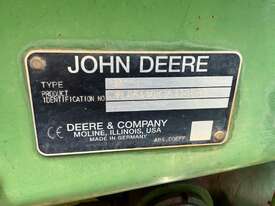 JOHN DEERE
TYPE
PRODUCT
IDENTIFICATION NO
DEERE & COMPANY
CE MOLINE, ILLINOIS, USA
MADE IN GERMANY